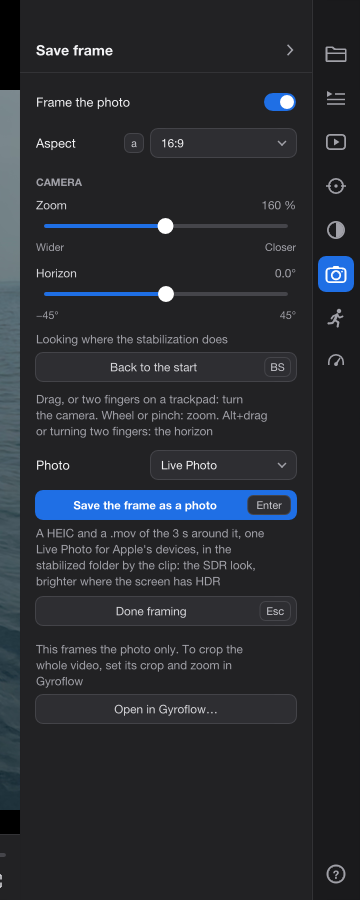 Save frame
Frame the photo
Aspect a 16:9
CAMERA
Zoom 160 %
Wider Closer
Horizon 0.0°
–45° 45°
Looking where the stabilization does
Back to the start BS
Drag, or two fingers on a trackpad: turn
the camera. Wheel or pinch: zoom. Alt+drag
or turning two fingers: the horizon
Photo Live Photo
Save the frame as a photo Enter
A HEIC and a .mov of the 3 s around it, one
Live Photo for Apple's devices, in the
stabilized folder by the clip: the SDR look,
brighter where the screen has HDR
Done framing Esc
This frames the photo only. To crop the
whole video, set its crop and zoom in
Gyroflow
Open in Gyroflow…
?